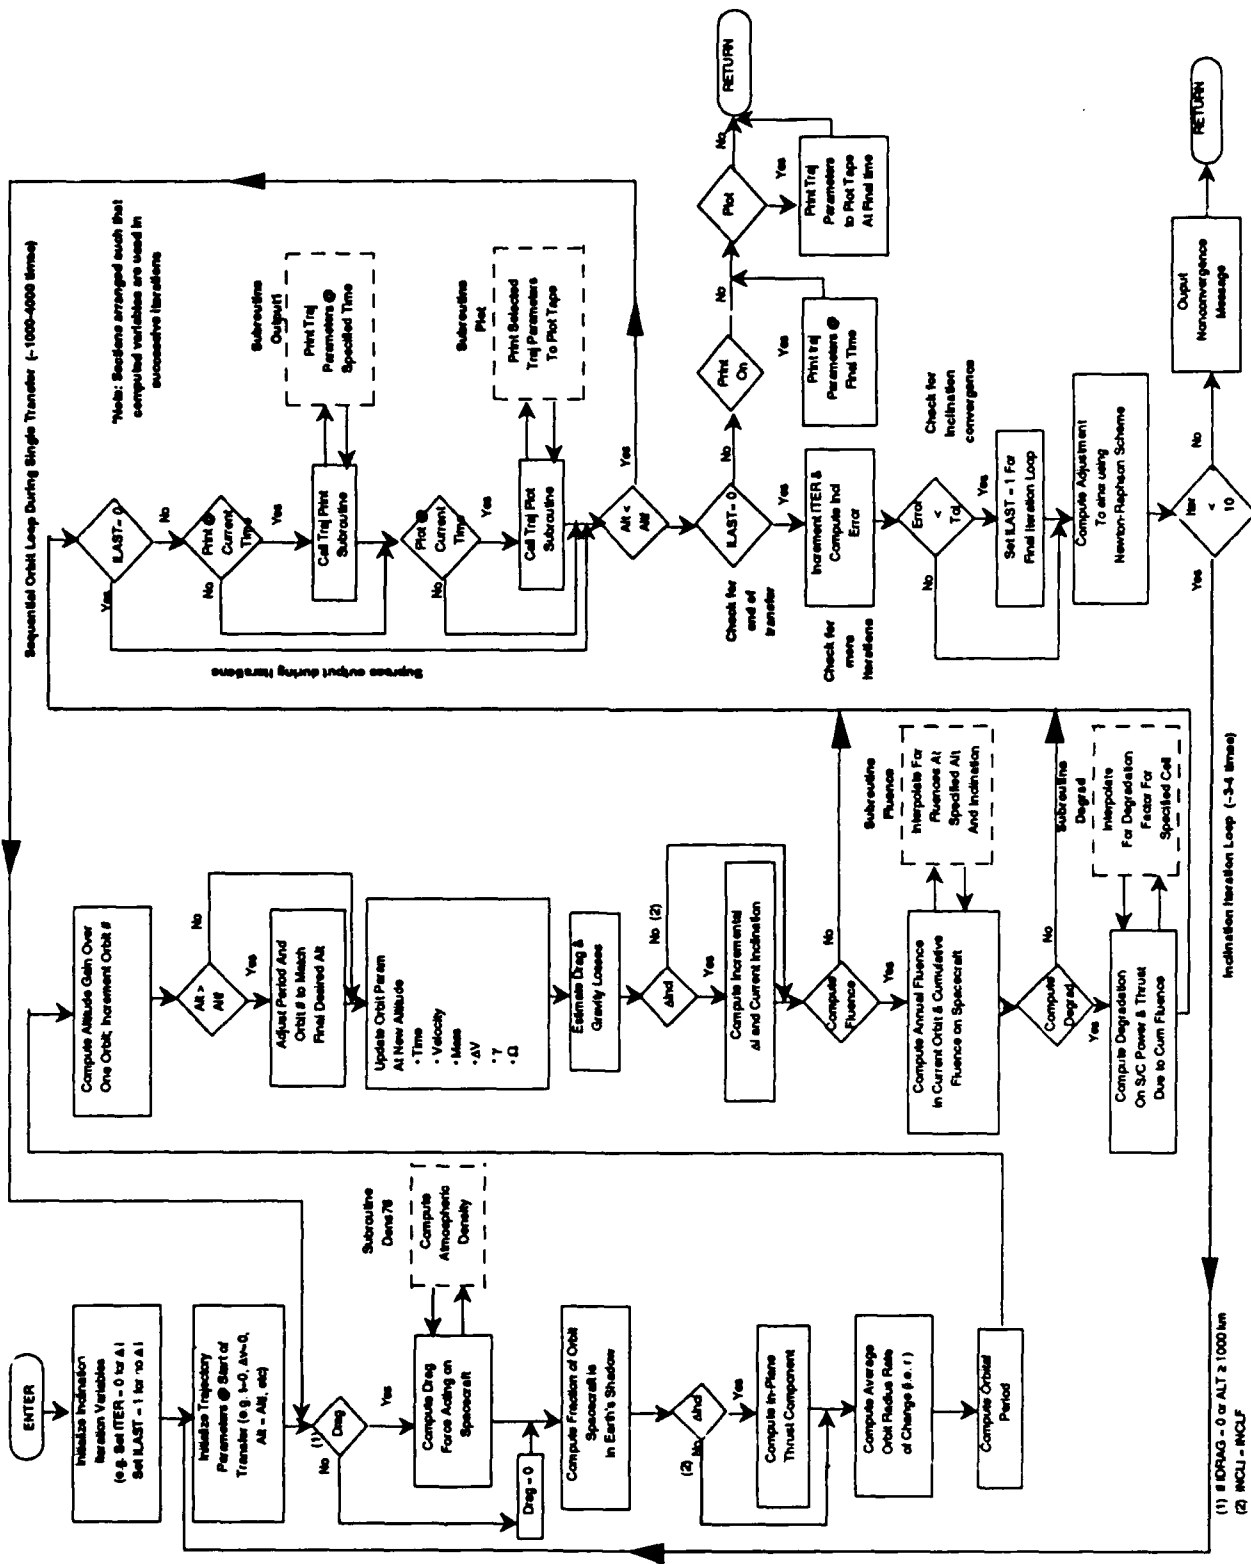 ENTER
Initialize Inclination
Iteration Variables
(e.g. Set ITER = 0 for Δ i
Set ILAST = 1 for no Δ i
Initialize Trajectory
Parameters @ Start of
Transfer (e.g. t=0, Δv=0,
Alt = Alti, etc)
(1)
Drag
No
Yes
Compute Drag
Force Acting on
Spacecraft
Subroutine
Dens76
Compute
Atmospheric
Density
Drag = 0
Compute Fraction of Orbit
Spacecraft is
in Earth's Shadow
ΔInd
(2) No
Yes
Compute In-Plane
Thrust Component
Compute Average
Orbit Radius Rate
of Change (i.e. r )
Compute Orbital
Period
(1) If IDRAG = 0 or ALT ≥ 1000 km
(2) INCLI = INCLF
Compute Altitude Gain Over
One Orbit; Increment Orbit #
Alt >
Altf
No
Yes
Adjust Period And
Orbit # to Match
Final Desired Alt
Update Orbit Param
At New Altitude
• Time
• Velocity
• Mass
• ΔV
• γ
• Ω
Estimate Drag &
Gravity Losses
ΔInd
No (2)
Yes
Compute Incremental
Δi and Current Inclination
Compute
Fluence
No
Yes
Compute Annual Fluence
in Current Orbit & Cumulative
Fluence on Spacecraft
Subroutine
Fluence
Interpolate For
Fluences At
Specified Alt
And Inclination
Compute
Degrad
No
Yes
Compute Degradation
On S/C Power & Thrust
Due to Cum Fluence
Subroutine
Degrad
Interpolate
For Degradation
Factor For
Specified Cell
Inclination Iteration Loop (~3-4 times)
Sequential Orbit Loop During Single Transfer (~1000-4000 times)
*Note: Sections arranged such that
computed variables are used in
successive iterations
ILAST= 0
Yes
No
Print @
Current
Time
No
Yes
Call Traj Print
Subroutine
Subroutine
Output1
Print Traj
Parameters @
Specified Time
Plot @
Current
Time
No
Yes
Call Traj Plot
Subroutine
Subroutine
Plot
Print Selected
Traj Parameters
To Plot Tape
Supress output during iterations
Alt <
Altf
Yes
Check for
end of
transfer
ILAST= 0
No
Yes
Print
On
No
Yes
Print traj
Parameters @
Final Time
Plot
No
Yes
Print Traj
Parameters
to Plot Tape
At Final time
RETURN
Check for
more
iterations
Increment ITER &
Compute Incl
Error
Error
<
Tol
No
Yes
Check for
Inclination
convergence
Set ILAST = 1 For
Final Iteration Loop
Compute Adjustment
To using
Newton-Raphson Scheme
Iter
<
10
Yes
No
Ouput
Nonconvergence
Message
RETURN